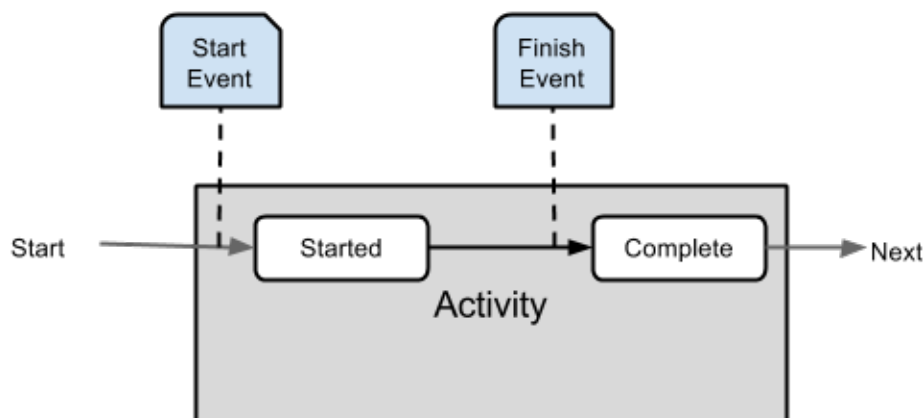 Start
Event
Finish
Event
Start
Started
Complete
Next
Activity